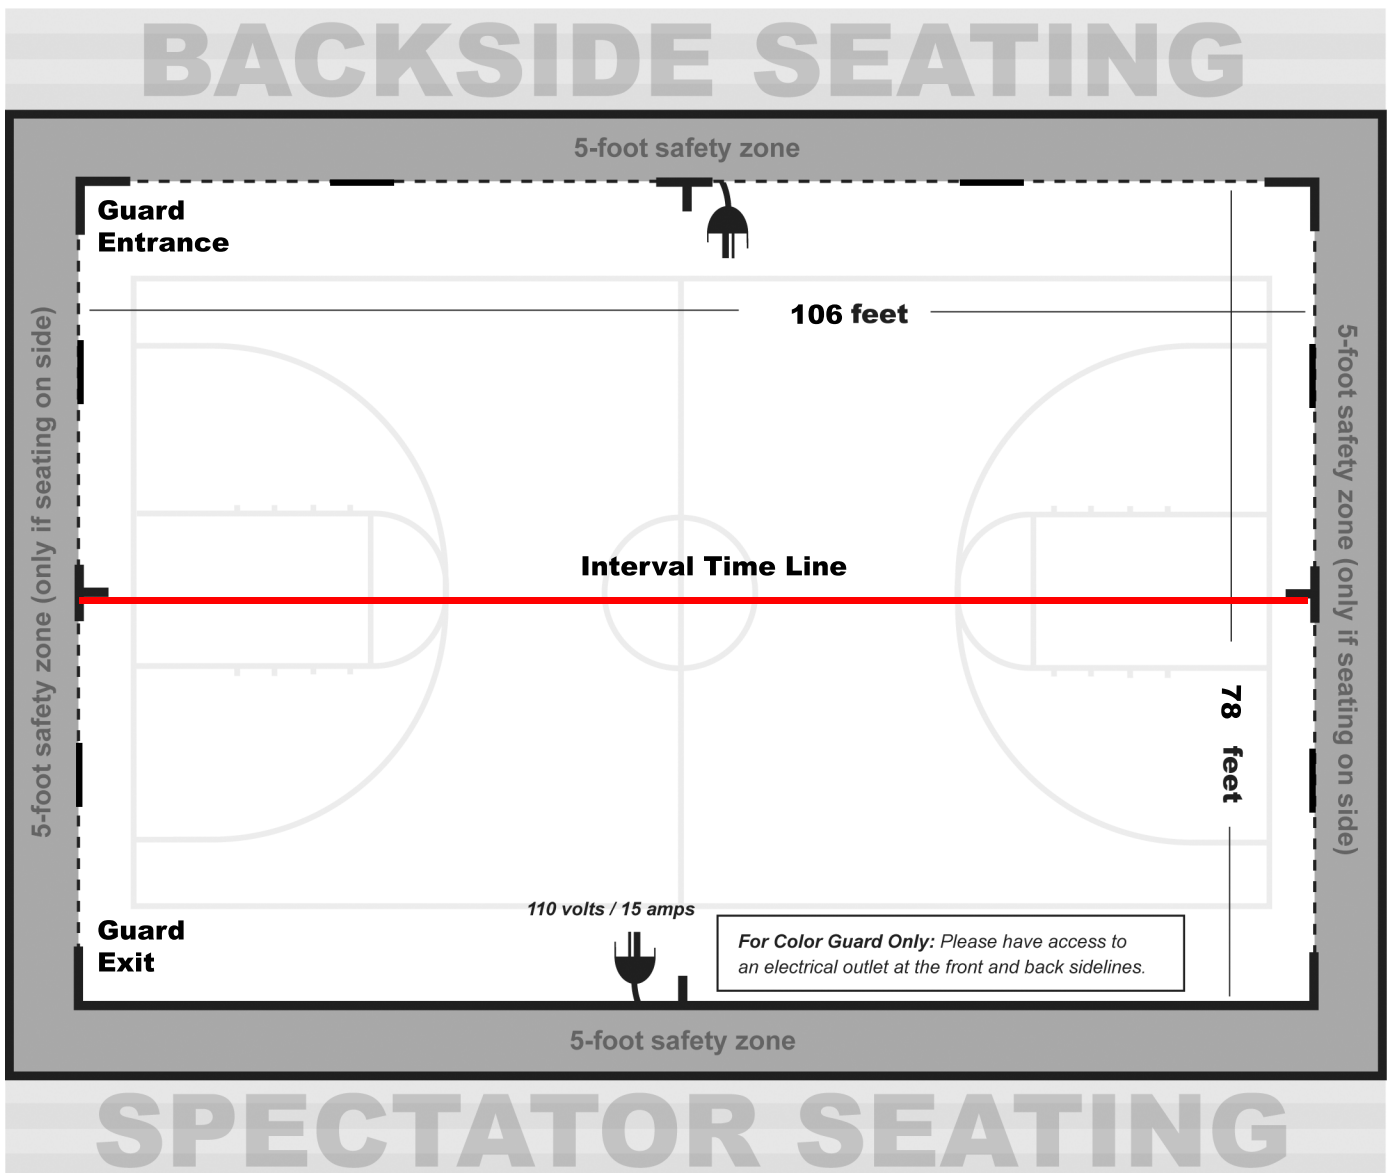 BACKSIDE SEATING
5-foot safety zone
Guard
Entrance
106 feet
5-foot safety zone (only if seating on side)
5-foot safety zone (only if seating on side)
Interval Time Line
78 feet
110 volts / 15 amps
For Color Guard Only: Please have access to
an electrical outlet at the front and back sidelines.
Guard
Exit
5-foot safety zone
SPECTATOR SEATING